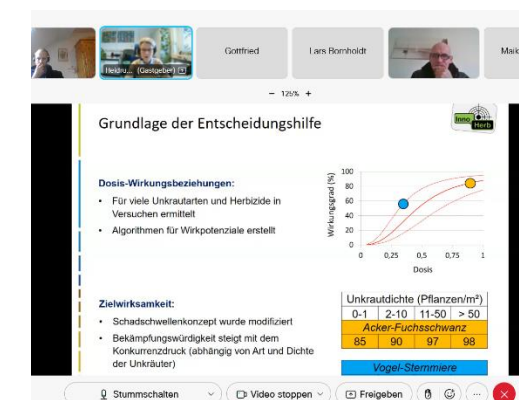 Heidru... (Gastgeber)
Gottfried
Lars Bornholdt
Maik
− 125% +
Grundlage der Entscheidungshilfe
Inno Herb
Dosis-Wirkungsbeziehungen:
• Für viele Unkrautarten und Herbizide in
Versuchen ermittelt
• Algorithmen für Wirkpotenziale erstellt
Wirkungsgrad (%)
100
80
60
40
20
0
0 0,25 0,5 0,75 1
Dosis
Zielwirksamkeit:
• Schadschwellenkonzept wurde modifiziert
• Bekämpfungswürdigkeit steigt mit dem
Konkurrenzdruck (abhängig von Art und Dichte
der Unkräuter)
Unkrautdichte (Pflanzen/m²)
0-1 2-10 11-50 > 50
Acker-Fuchsschwanz
85 90 97 98
Vogel-Sternmiere
Stummschalten
Video stoppen
Freigeben